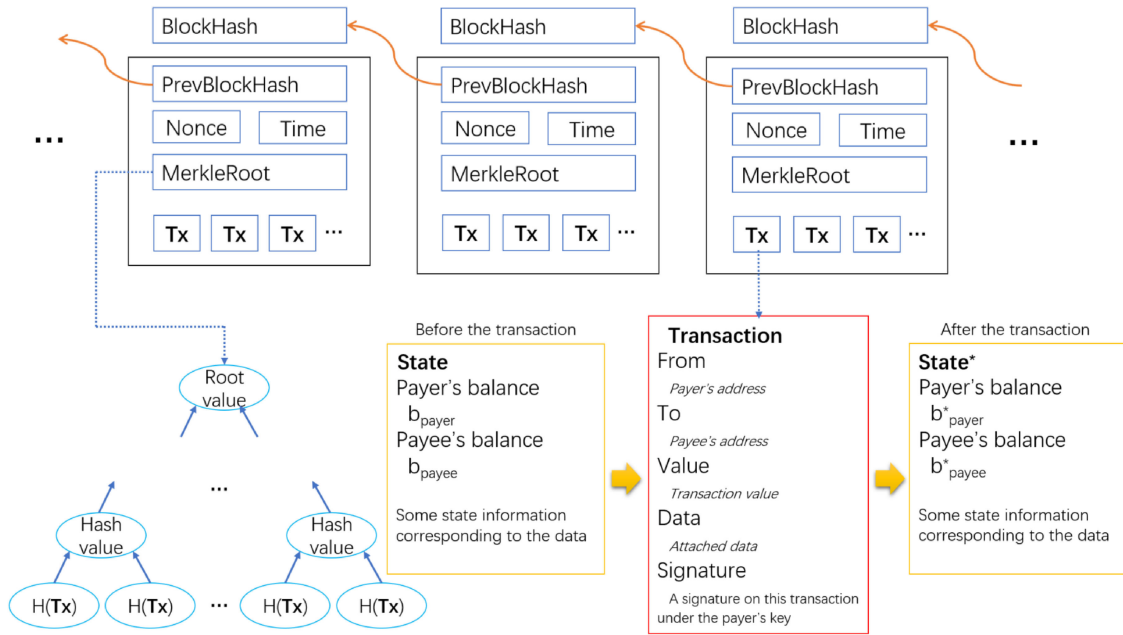 BlockHash
BlockHash
BlockHash
PrevBlockHash
PrevBlockHash
PrevBlockHash
Nonce
Time
Nonce
Time
Nonce
Time
...
...
MerkleRoot
MerkleRoot
MerkleRoot
Tx
Tx
Tx
...
Tx
Tx
Tx
...
Tx
Tx
Tx
...
Root
value
...
Hash
value
Hash
value
H(Tx)
H(Tx)
...
H(Tx)
H(Tx)
Before the transaction
State
Payer's balance
b_payer
Payee's balance
b_payee
Some state information
corresponding to the data
Transaction
From
Payer's address
To
Payee's address
Value
Transaction value
Data
Attached data
Signature
A signature on this transaction
under the payer's key
After the transaction
State*
Payer's balance
b*_payer
Payee's balance
b*_payee
Some state information
corresponding to the data